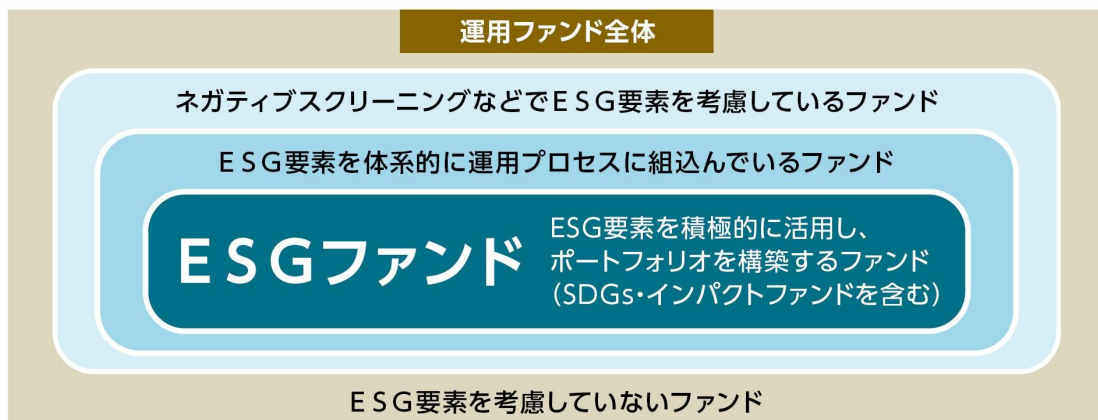 運用ファンド全体
ネガティブスクリーニングなどでESG要素を考慮しているファンド
ESG要素を体系的に運用プロセスに組込んでいるファンド
ESGファンド
ESG要素を積極的に活用し、
ポートフォリオを構築するファンド
(SDGs・インパクトファンドを含む)
ESG要素を考慮していないファンド